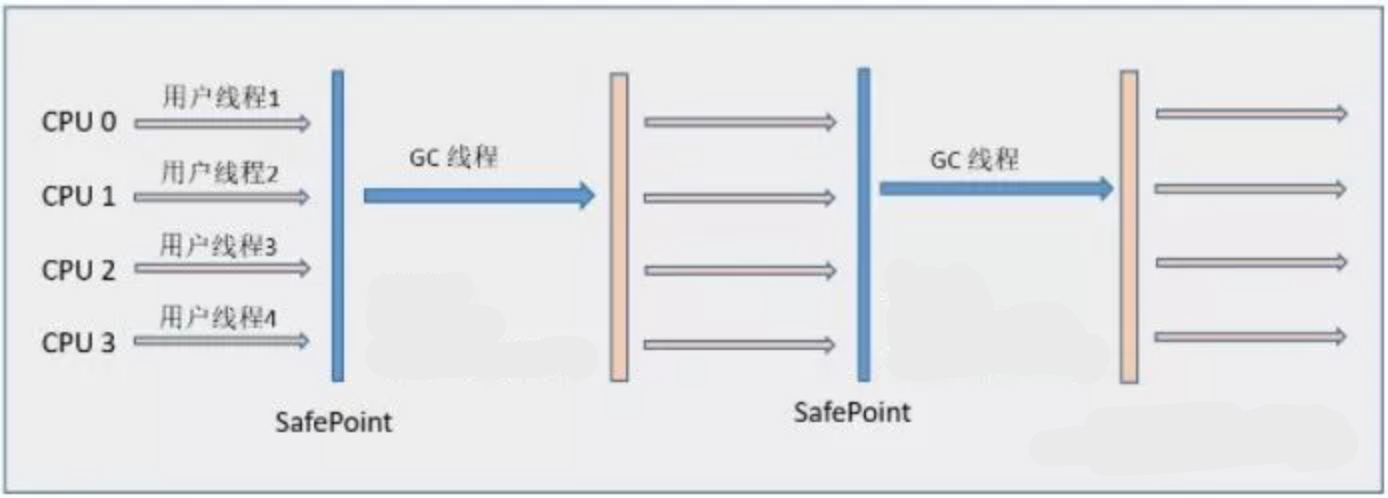 用户线程1
CPU 0
GC 线程
GC 线程
用户线程2
CPU 1
用户线程3
CPU 2
用户线程4
CPU 3
SafePoint
SafePoint